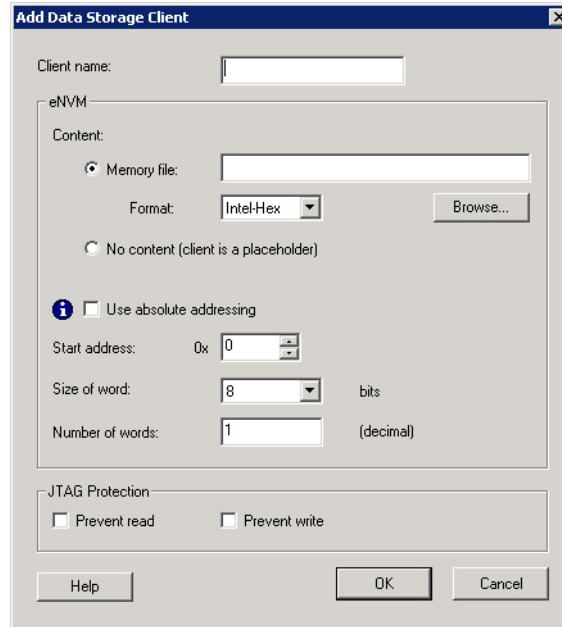 Add Data Storage Client
Client name:
eNVM
Content:
Memory file:
Format: Intel-Hex Browse...
No content (client is a placeholder)
Use absolute addressing
Start address: 0x 0
Size of word: 8 bits
Number of words: 1 (decimal)
JTAG Protection
Prevent read Prevent write
Help OK Cancel